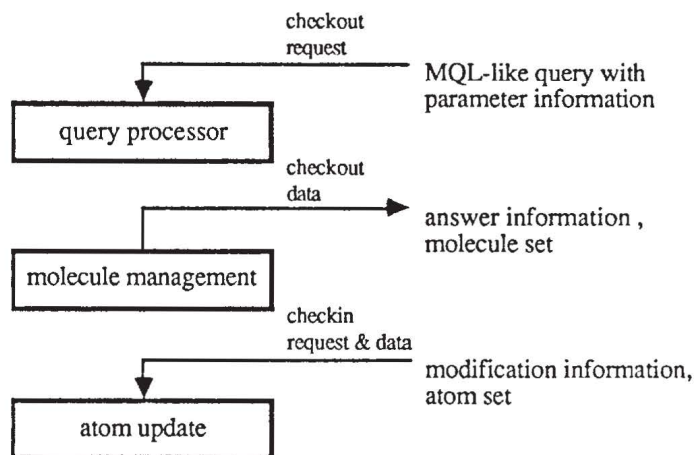 checkout
request
MQL-like query with
parameter information
query processor
checkout
data
answer information ,
molecule set
molecule management
checkin
request & data
modification information,
atom set
atom update